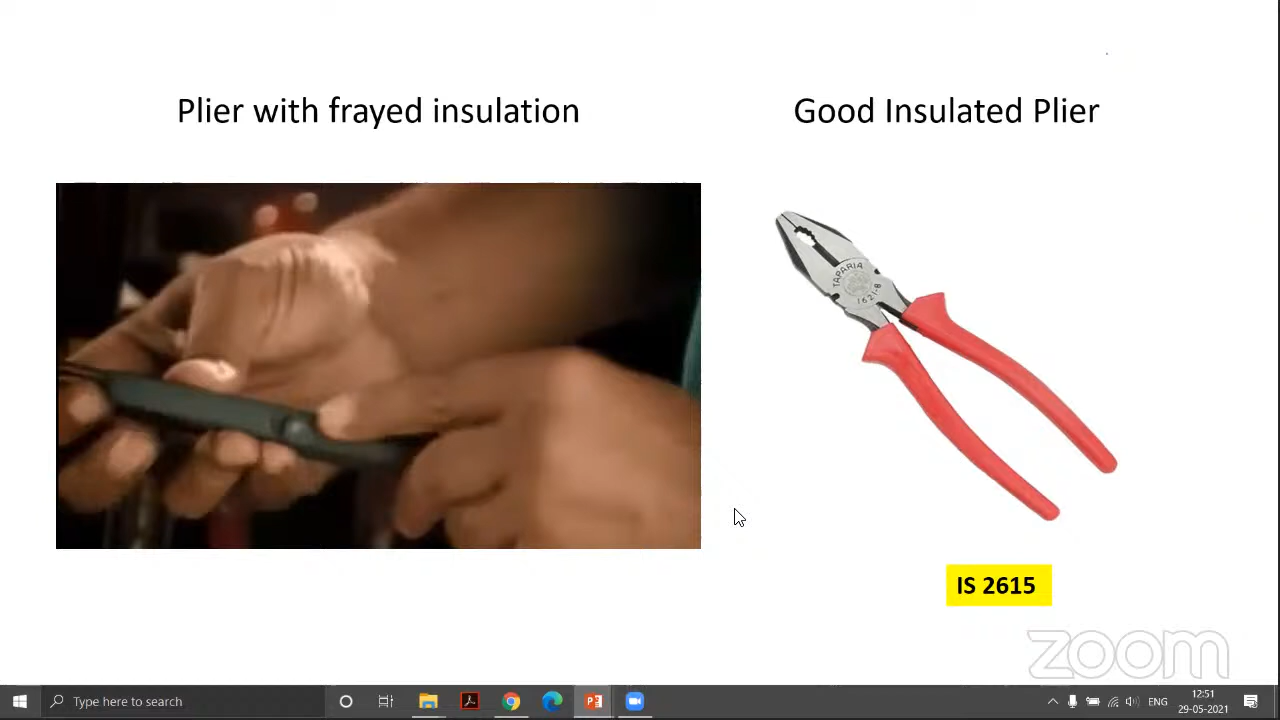 Plier with frayed insulation
Good Insulated Plier
TAPARIA
1621-8
IS 2615
zoom
Type here to search
ENG
12:51
29-05-2021